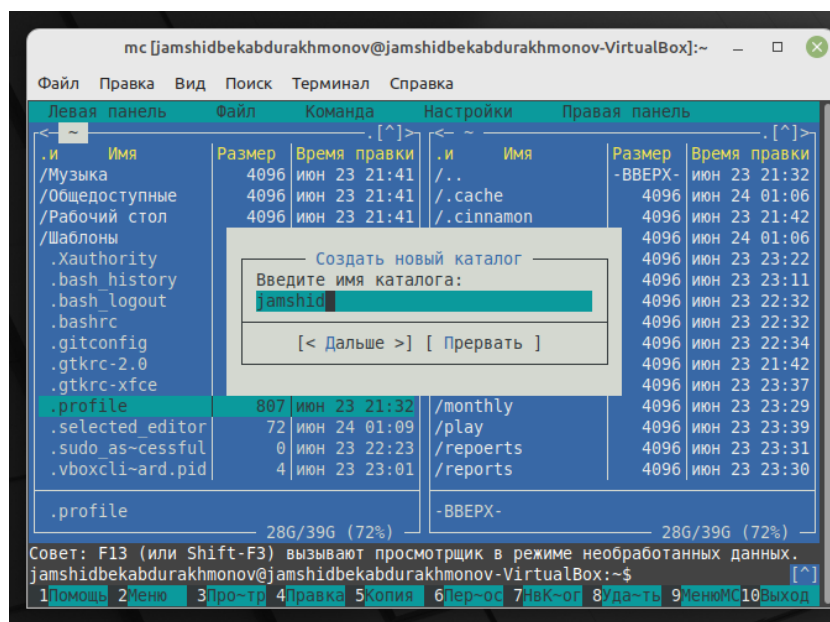 mc [jamshidbekabdurakhmonov@jamshidbekabdurakhmonov-VirtualBox]:~
Файл Правка Вид Поиск Терминал Справка
Левая панель Файл Команда Настройки Правая панель
<— ~ .[^]> <— ~ .[^]>
.и Имя Размер Время правки .и Имя Размер Время правки
/Музыка 4096 июн 23 21:41 /.. -ВВЕРХ- июн 23 21:32
/Общедоступные 4096 июн 23 21:41 /.cache 4096 июн 24 01:06
/Рабочий стол 4096 июн 23 21:41 /.cinnamon 4096 июн 23 21:42
/Шаблоны 4096 июн 24 01:06
.Xauthority Создать новый каталог 4096 июн 23 23:22
.bash_history Введите имя каталога: 4096 июн 23 23:11
.bash_logout jamshid 4096 июн 23 22:32
.bashrc 4096 июн 23 22:32
.gitconfig [< Дальше >] [ Прервать ] 4096 июн 23 22:34
.gtkrc-2.0 4096 июн 23 21:42
.gtkrc-xfce 4096 июн 23 23:37
.profile 807 июн 23 21:32 /monthly 4096 июн 23 23:29
.selected_editor 72 июн 24 01:09 /play 4096 июн 23 23:39
.sudo_as~cessful 0 июн 23 22:23 /repoerts 4096 июн 23 23:31
.vboxcli~ard.pid 4 июн 23 23:01 /reports 4096 июн 23 23:30
.profile -ВВЕРХ-
28G/39G (72%) 28G/39G (72%)
Совет: F13 (или Shift-F3) вызывают просмотрщик в режиме необработанных данных.
jamshidbekabdurakhmonov@jamshidbekabdurakhmonov-VirtualBox:~$ [^]
1Помощь 2Меню 3Про~тр 4Правка 5Копия 6Пер~ос 7НвК~ог 8Уда~ть 9МенюMC 10Выход